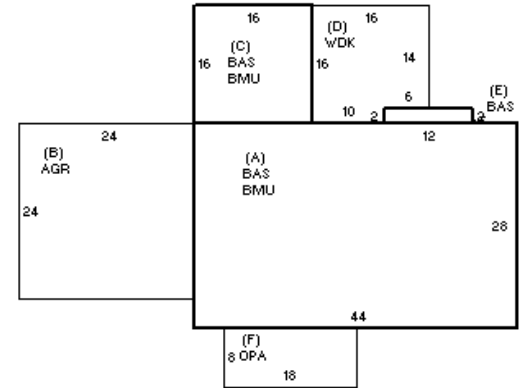 16
16
(C)
BAS
BMU
16
(D)
WDK
16
14
16
6
10
2
(E)
BAS
2
24
(B)
AGR
24
12
(A)
BAS
BMU
28
44
(F)
8 OPA
18